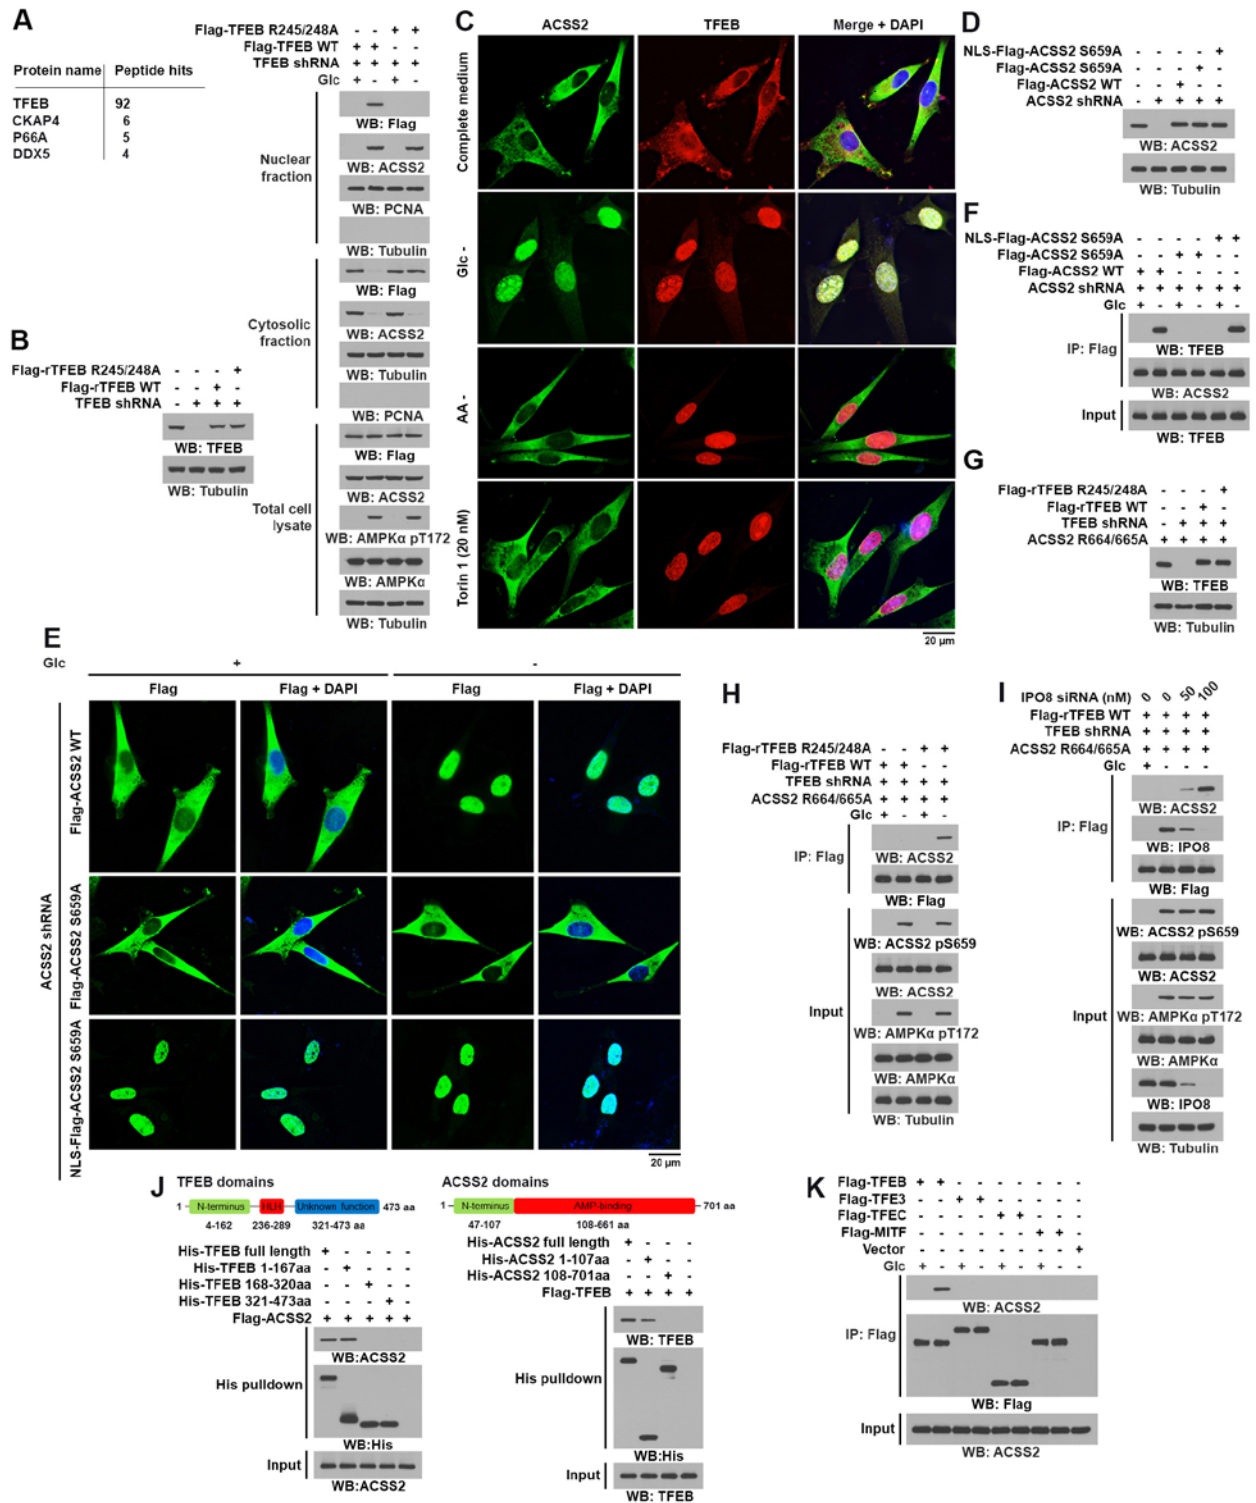 A
Protein name Peptide hits
TFEB 92
CKAP4 6
P66A 5
DDX5 4
Flag-TFEB R245/248A - - + +
Flag-TFEB WT + + - -
TFEB shRNA + + + +
Glc + - + -
Nuclear fraction
WB: Flag
WB: ACSS2
WB: PCNA
WB: Tubulin
Cytosolic fraction
WB: Flag
WB: ACSS2
WB: Tubulin
WB: PCNA
Total cell lysate
WB: Flag
WB: ACSS2
WB: AMPKα pT172
WB: AMPKα
WB: Tubulin
B
Flag-rTFEB R245/248A - - - +
Flag-rTFEB WT - - + -
TFEB shRNA - + + +
WB: TFEB
WB: Tubulin
C
ACSS2 TFEB Merge + DAPI
Complete medium
Glc -
AA -
Torin 1 (20 nM)
20 μm
D
NLS-Flag-ACSS2 S659A - - - - +
Flag-ACSS2 S659A - - - + -
Flag-ACSS2 WT - - + - -
ACSS2 shRNA - + + + +
WB: ACSS2
WB: Tubulin
E
Glc + -
Flag Flag + DAPI Flag Flag + DAPI
ACSS2 shRNA
Flag-ACSS2 WT
Flag-ACSS2 S659A
NLS-Flag-ACSS2 S659A
20 μm
F
NLS-Flag-ACSS2 S659A - - - - + +
Flag-ACSS2 S659A - - + + - -
Flag-ACSS2 WT + + - - - -
ACSS2 shRNA + + + + + +
Glc + - + - + -
IP: Flag
WB: TFEB
WB: ACSS2
Input
WB: TFEB
G
Flag-rTFEB R245/248A - - - +
Flag-rTFEB WT - - + -
TFEB shRNA - + + +
ACSS2 R664/665A + + + +
WB: TFEB
WB: Tubulin
H
Flag-rTFEB R245/248A - - + +
Flag-rTFEB WT + + - -
TFEB shRNA + + + +
ACSS2 R664/665A + + + +
Glc + - + -
IP: Flag
WB: ACSS2
WB: Flag
Input
WB: ACSS2 pS659
WB: ACSS2
WB: AMPKα pT172
WB: AMPKα
WB: Tubulin
I
IPO8 siRNA (nM) 0 0 50 100
Flag-rTFEB WT + + + +
TFEB shRNA + + + +
ACSS2 R664/665A + + + +
Glc + - - -
IP: Flag
WB: ACSS2
WB: IPO8
WB: Flag
Input
WB: ACSS2 pS659
WB: ACSS2
WB: AMPKα pT172
WB: AMPKα
WB: IPO8
WB: Tubulin
J
TFEB domains
1 N-terminus HLH Unknown function 473 aa
4-162 236-289 321-473 aa
His-TFEB full length + - - - -
His-TFEB 1-167aa - + - - -
His-TFEB 168-320aa - - + - -
His-TFEB 321-473aa - - - + -
Flag-ACSS2 + + + + +
His pulldown
WB:ACSS2
WB:His
Input
WB:ACSS2
ACSS2 domains
1 N-terminus AMP-binding 701 aa
47-107 108-661 aa
His-ACSS2 full length + - - -
His-ACSS2 1-107aa - + - -
His-ACSS2 108-701aa - - + -
Flag-TFEB + + + +
His pulldown
WB: TFEB
WB:His
Input
WB: TFEB
K
Flag-TFEB + + - - - - - - -
Flag-TFE3 - - + + - - - - -
Flag-TFEC - - - - + + - - -
Flag-MITF - - - - - - + + -
Vector - - - - - - - - +
Glc + - + - + - + - -
IP: Flag
WB: ACSS2
WB: Flag
Input
WB: ACSS2